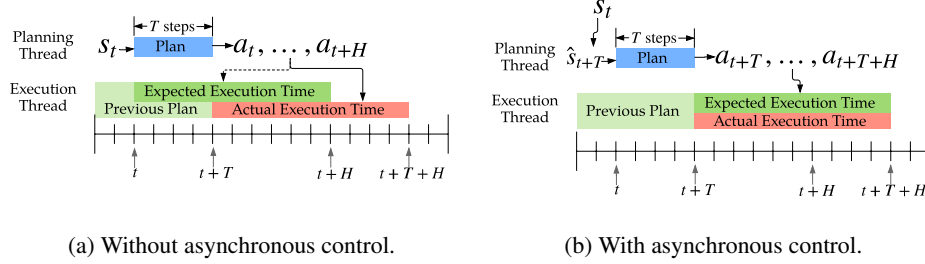 T steps
Planning
Thread
s_t
Plan
a_t, ... , a_{t+H}
Execution
Thread
Expected Execution Time
Previous Plan
Actual Execution Time
t
t + T
t + H
t + T + H
(a) Without asynchronous control.
s_t
T steps
Planning
Thread
ŝ_{t+T}
Plan
a_{t+T}, ... , a_{t+T+H}
Execution
Thread
Previous Plan
Expected Execution Time
Actual Execution Time
t
t + T
t + H
t + T + H
(b) With asynchronous control.